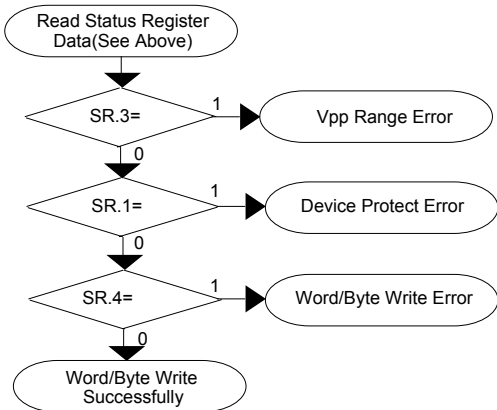 Read Status Register
Data(See Above)
SR.3=
1
Vpp Range Error
0
SR.1=
1
Device Protect Error
0
SR.4=
1
Word/Byte Write Error
0
Word/Byte Write
Successfully